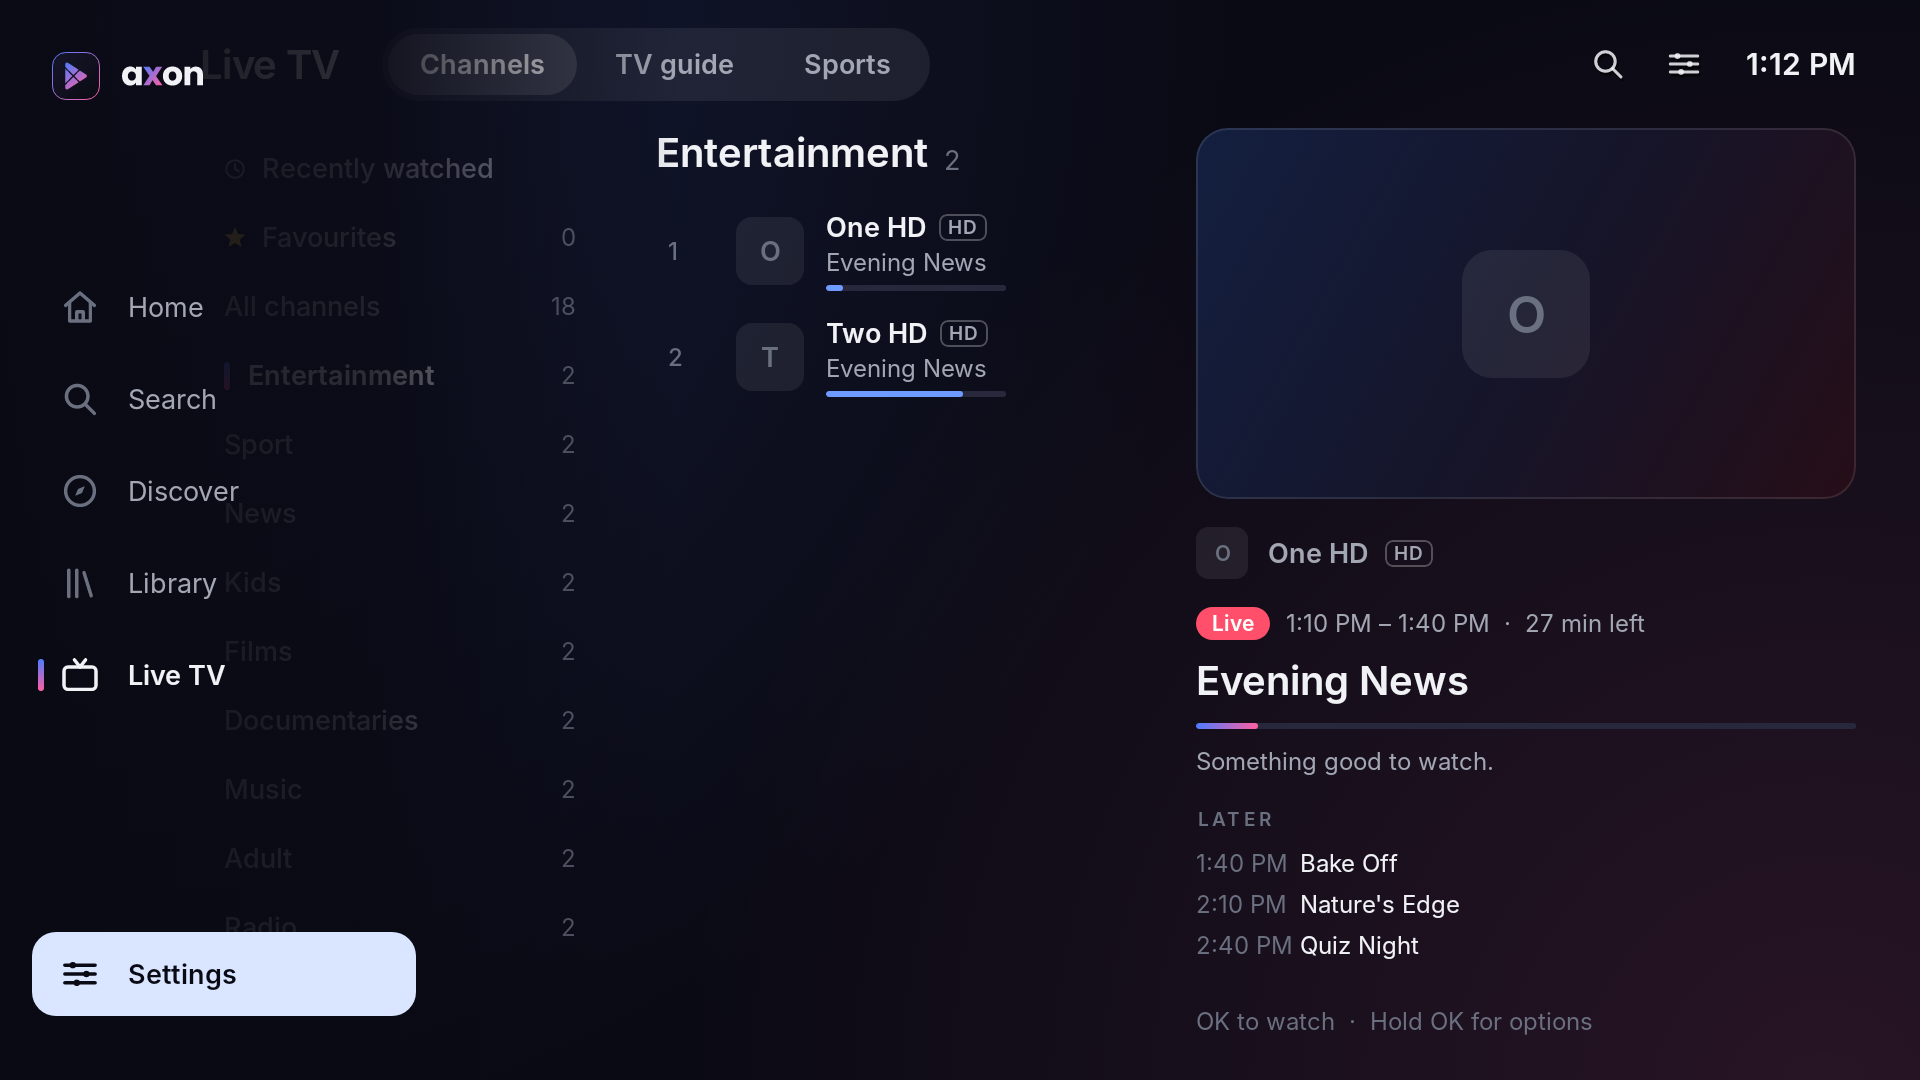 axon
Live TV
Channels
TV guide
Sports
1:12 PM
Home
Search
Discover
Library
Live TV
Settings
Recently watched
Favourites 0
All channels 18
Entertainment 2
Sport 2
News 2
Kids 2
Films 2
Documentaries 2
Music 2
Adult 2
Radio 2
Entertainment 2
1 O One HD HD
Evening News
2 T Two HD HD
Evening News
O
O One HD HD
Live 1:10 PM – 1:40 PM · 27 min left
Evening News
Something good to watch.
LATER
1:40 PM Bake Off
2:10 PM Nature's Edge
2:40 PM Quiz Night
OK to watch · Hold OK for options